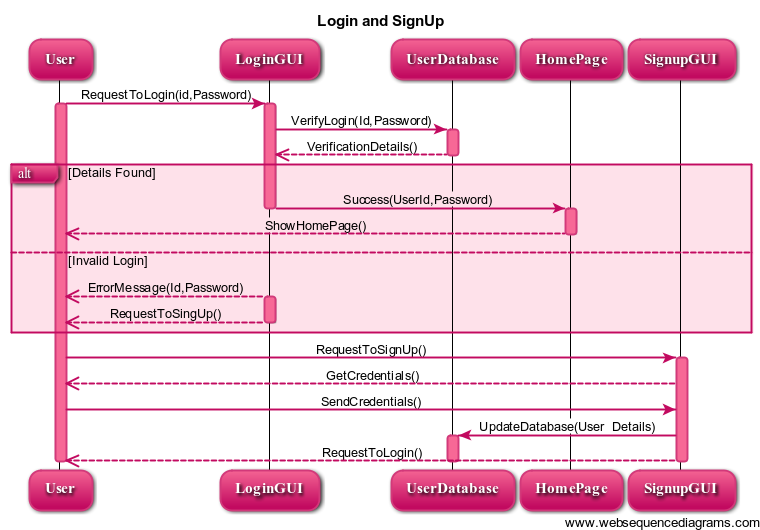 Login and SignUp
User
LoginGUI
UserDatabase
HomePage
SignupGUI
RequestToLogin(id,Password)
VerifyLogin(Id,Password)
VerificationDetails()
alt
[Details Found]
Success(UserId,Password)
ShowHomePage()
[Invalid Login]
ErrorMessage(Id,Password)
RequestToSingUp()
RequestToSignUp()
GetCredentials()
SendCredentials()
UpdateDatabase(User Details)
RequestToLogin()
User
LoginGUI
UserDatabase
HomePage
SignupGUI
www.websequencediagrams.com